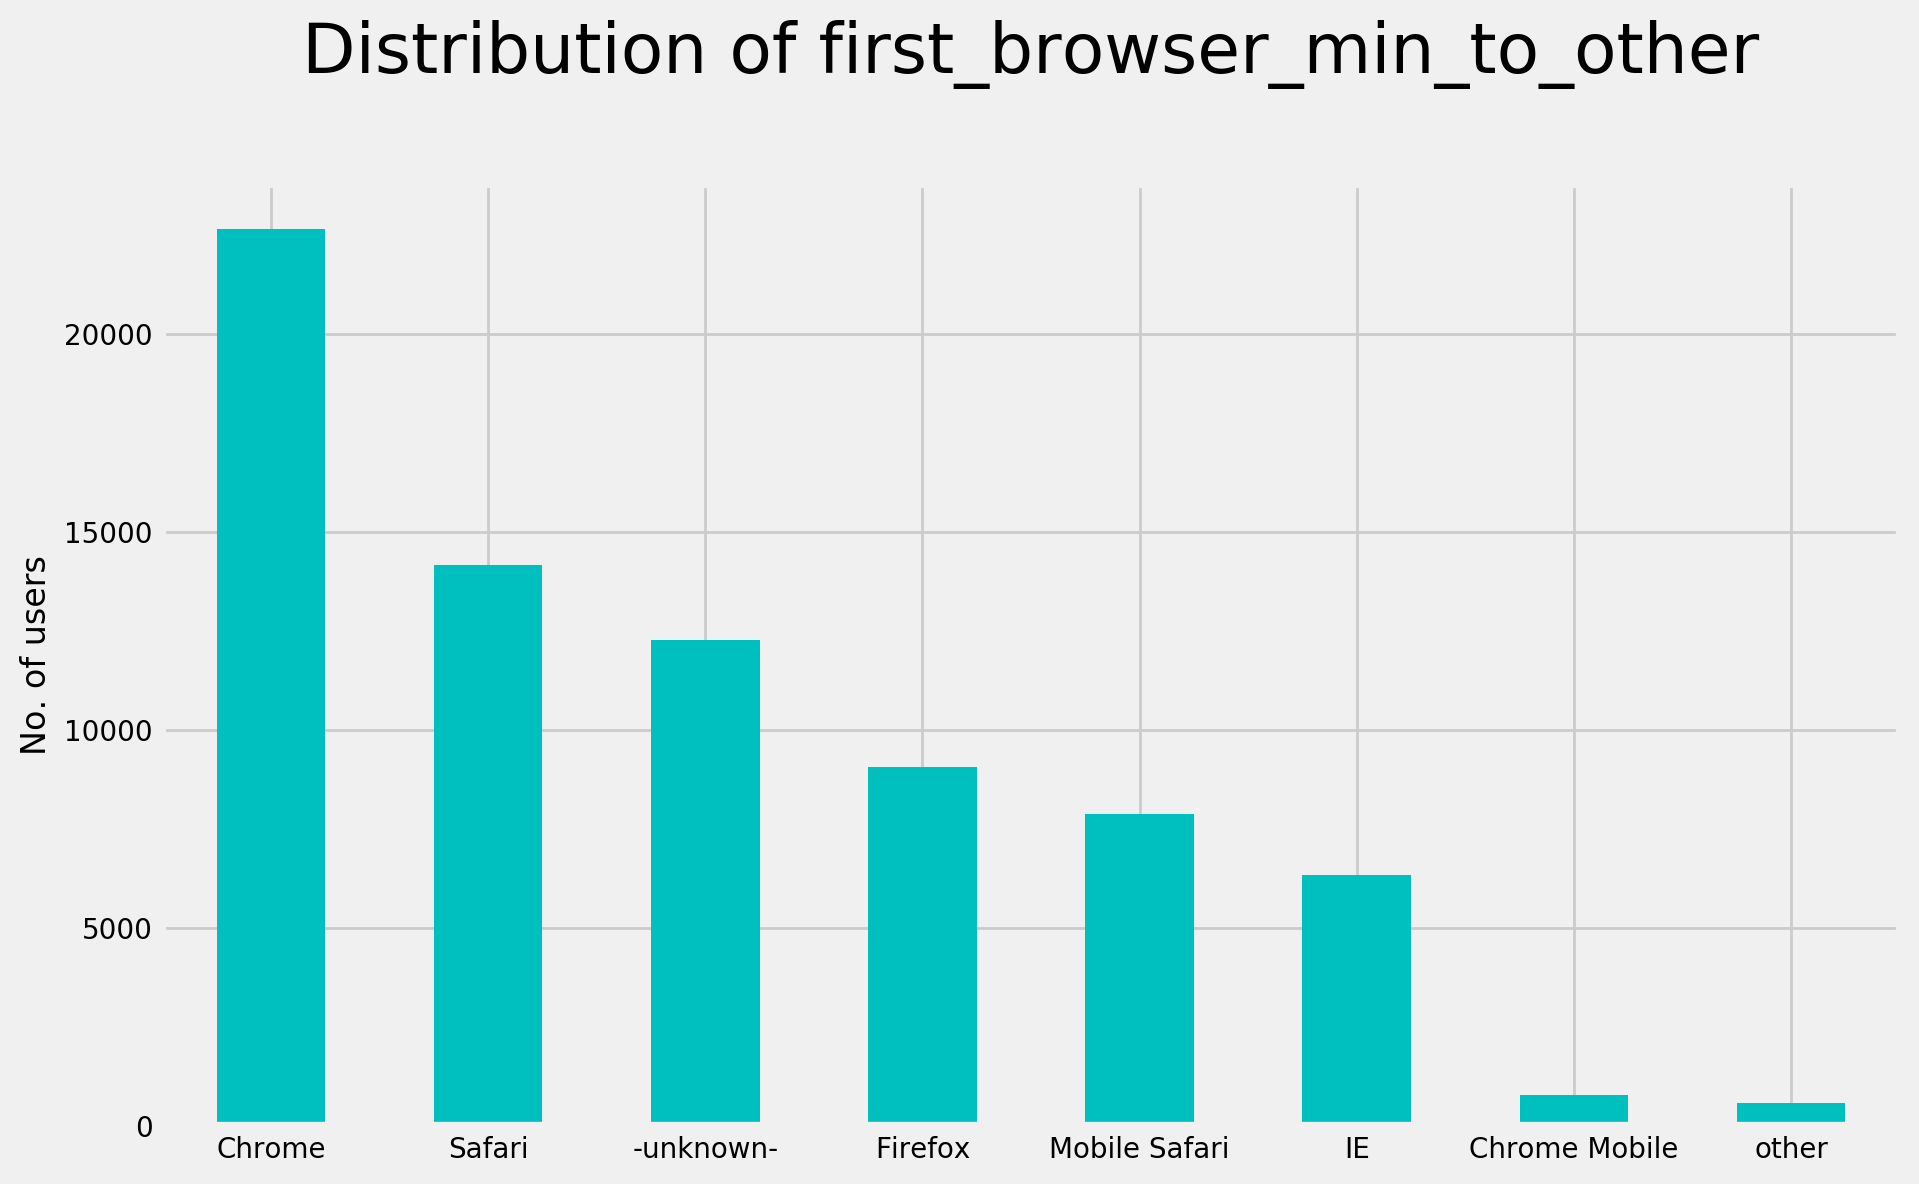 Distribution of first_browser_min_to_other
No. of users
20000
15000
10000
5000
0
Chrome Safari -unknown- Firefox Mobile Safari IE Chrome Mobile other